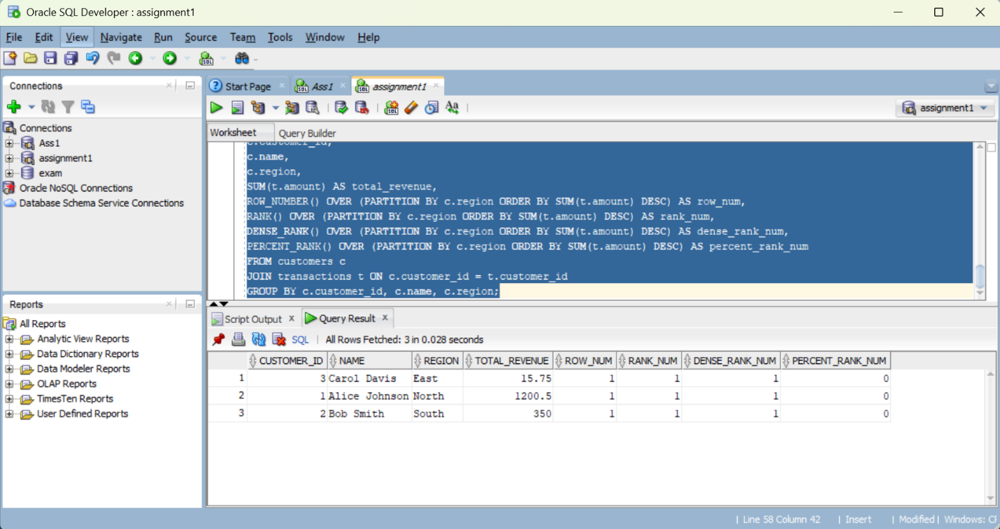 Oracle SQL Developer : assignment1
File Edit View Navigate Run Source Team Tools Window Help
Connections
Start Page
Ass1
assignment1
assignment1
Connections
Ass1
assignment1
exam
Oracle NoSQL Connections
Database Schema Service Connections
Worksheet Query Builder
c.customer_id,
c.name,
c.region,
SUM(t.amount) AS total_revenue,
ROW_NUMBER() OVER (PARTITION BY c.region ORDER BY SUM(t.amount) DESC) AS row_num,
RANK() OVER (PARTITION BY c.region ORDER BY SUM(t.amount) DESC) AS rank_num,
DENSE_RANK() OVER (PARTITION BY c.region ORDER BY SUM(t.amount) DESC) AS dense_rank_num,
PERCENT_RANK() OVER (PARTITION BY c.region ORDER BY SUM(t.amount) DESC) AS percent_rank_num
FROM customers c
JOIN transactions t ON c.customer_id = t.customer_id
GROUP BY c.customer_id, c.name, c.region;
Reports
All Reports
Analytic View Reports
Data Dictionary Reports
Data Modeler Reports
OLAP Reports
TimesTen Reports
User Defined Reports
Script Output x Query Result x
SQL | All Rows Fetched: 3 in 0.028 seconds
CUSTOMER_ID NAME REGION TOTAL_REVENUE ROW_NUM RANK_NUM DENSE_RANK_NUM PERCENT_RANK_NUM
1 3 Carol Davis East 15.75 1 1 1 0
2 1 Alice Johnson North 1200.5 1 1 1 0
3 2 Bob Smith South 350 1 1 1 0
| Line 58 Column 42 | Insert | Modified | Windows: